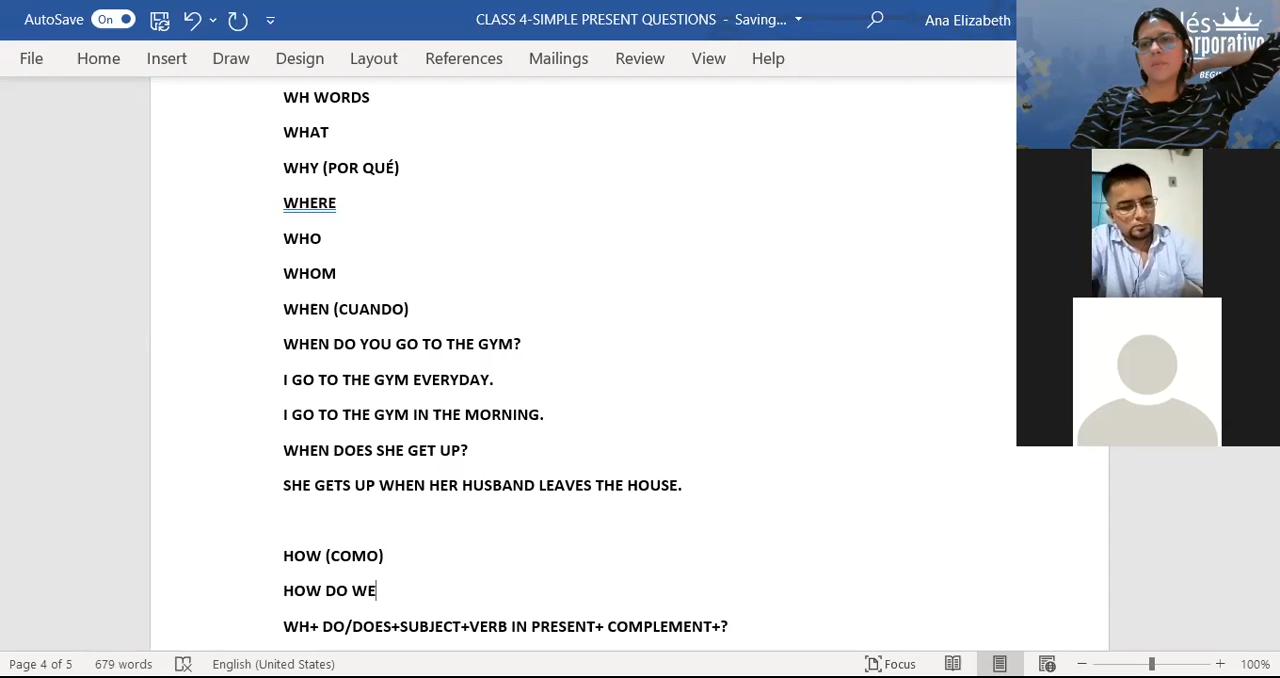 AutoSave On CLASS 4-SIMPLE PRESENT QUESTIONS - Saving... Ana Elizabeth
File Home Insert Draw Design Layout References Mailings Review View Help
lés
orporativo
WH WORDS
WHAT
WHY (POR QUÉ)
WHERE
WHO
WHOM
WHEN (CUANDO)
WHEN DO YOU GO TO THE GYM?
I GO TO THE GYM EVERYDAY.
I GO TO THE GYM IN THE MORNING.
WHEN DOES SHE GET UP?
SHE GETS UP WHEN HER HUSBAND LEAVES THE HOUSE.
HOW (COMO)
HOW DO WE
WH+ DO/DOES+SUBJECT+VERB IN PRESENT+ COMPLEMENT+?
Page 4 of 5 679 words English (United States) Focus 100%